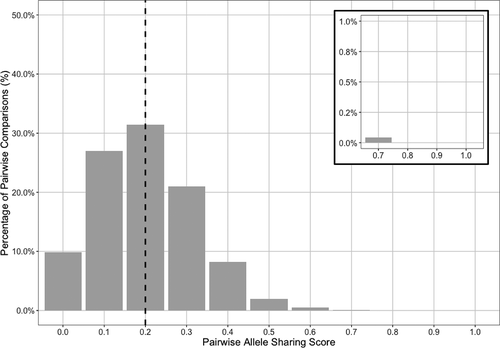 50.0%
40.0%
30.0%
20.0%
10.0%
0.0%
Percentage of Pairwise Comparisons (%)
1.0%
0.8%
0.5%
0.2%
0.0%
0.7 0.8 0.9 1.0
0.0 0.1 0.2 0.3 0.4 0.5 0.6 0.7 0.8 0.9 1.0
Pairwise Allele Sharing Score